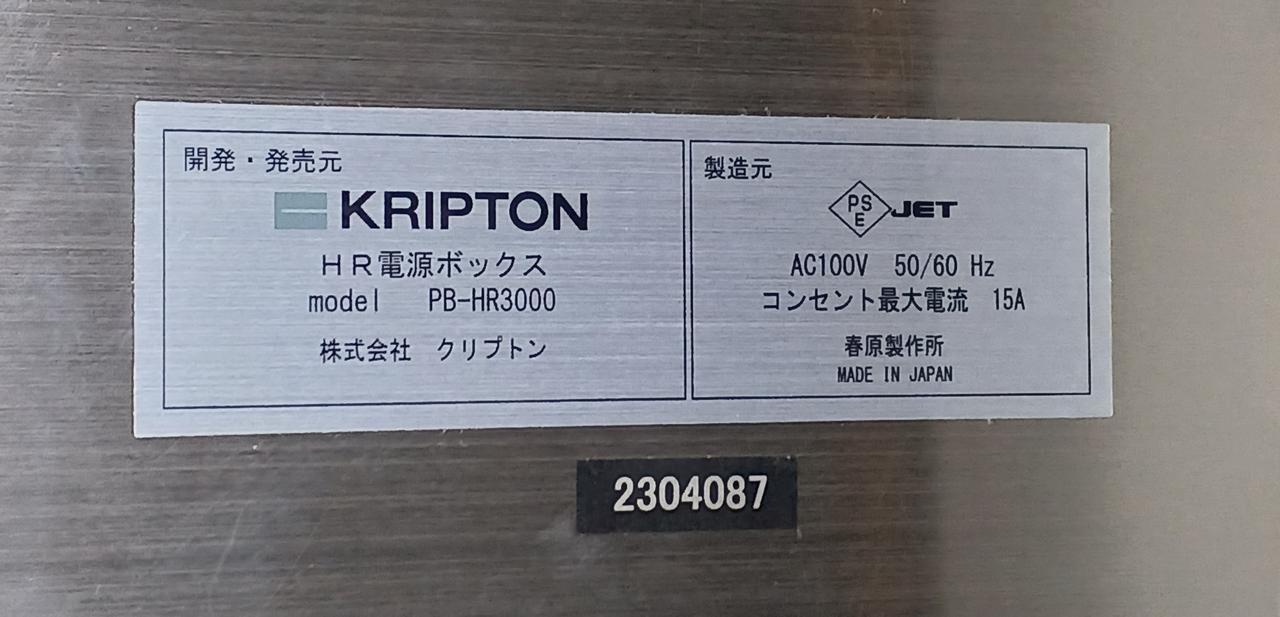 開発・発売元
KRIPTON
ＨＲ電源ボックス
model PB-HR3000
株式会社 クリプトン
製造元
PSE JET
AC100V 50/60 Hz
コンセント最大電流 15A
春原製作所
MADE IN JAPAN
2304087